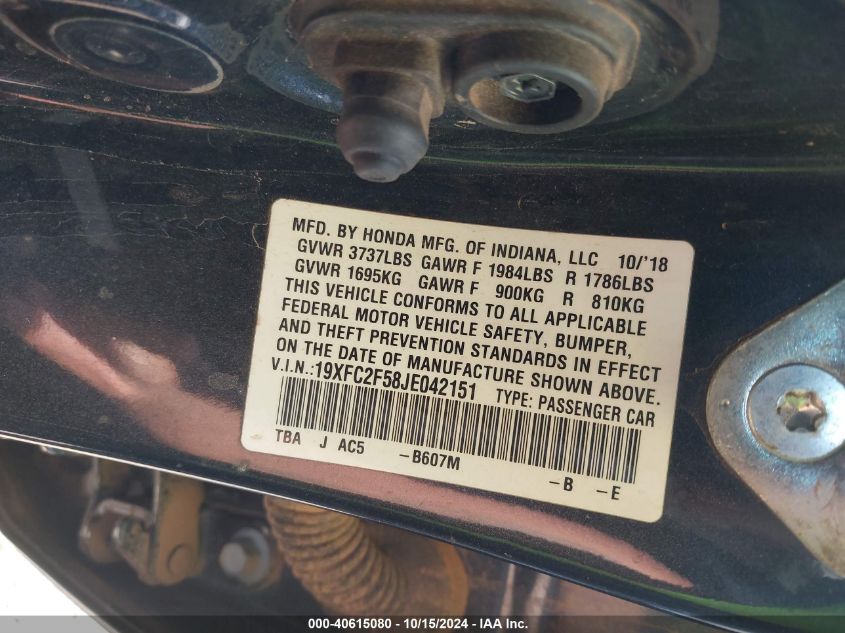 MFD. BY HONDA MFG. OF INDIANA, LLC 10/'18
GVWR 3737LBS GAWR F 1984LBS R 1786LBS
GVWR 1695KG GAWR F 900KG R 810KG
THIS VEHICLE CONFORMS TO ALL APPLICABLE
FEDERAL MOTOR VEHICLE SAFETY, BUMPER,
AND THEFT PREVENTION STANDARDS IN EFFECT
ON THE DATE OF MANUFACTURE SHOWN ABOVE.
V.I.N.:19XFC2F58JE042151 TYPE: PASSENGER CAR
TBA J AC5 -B607M -B -E
000-40615080 - 10/15/2024 - IAAI, Inc.